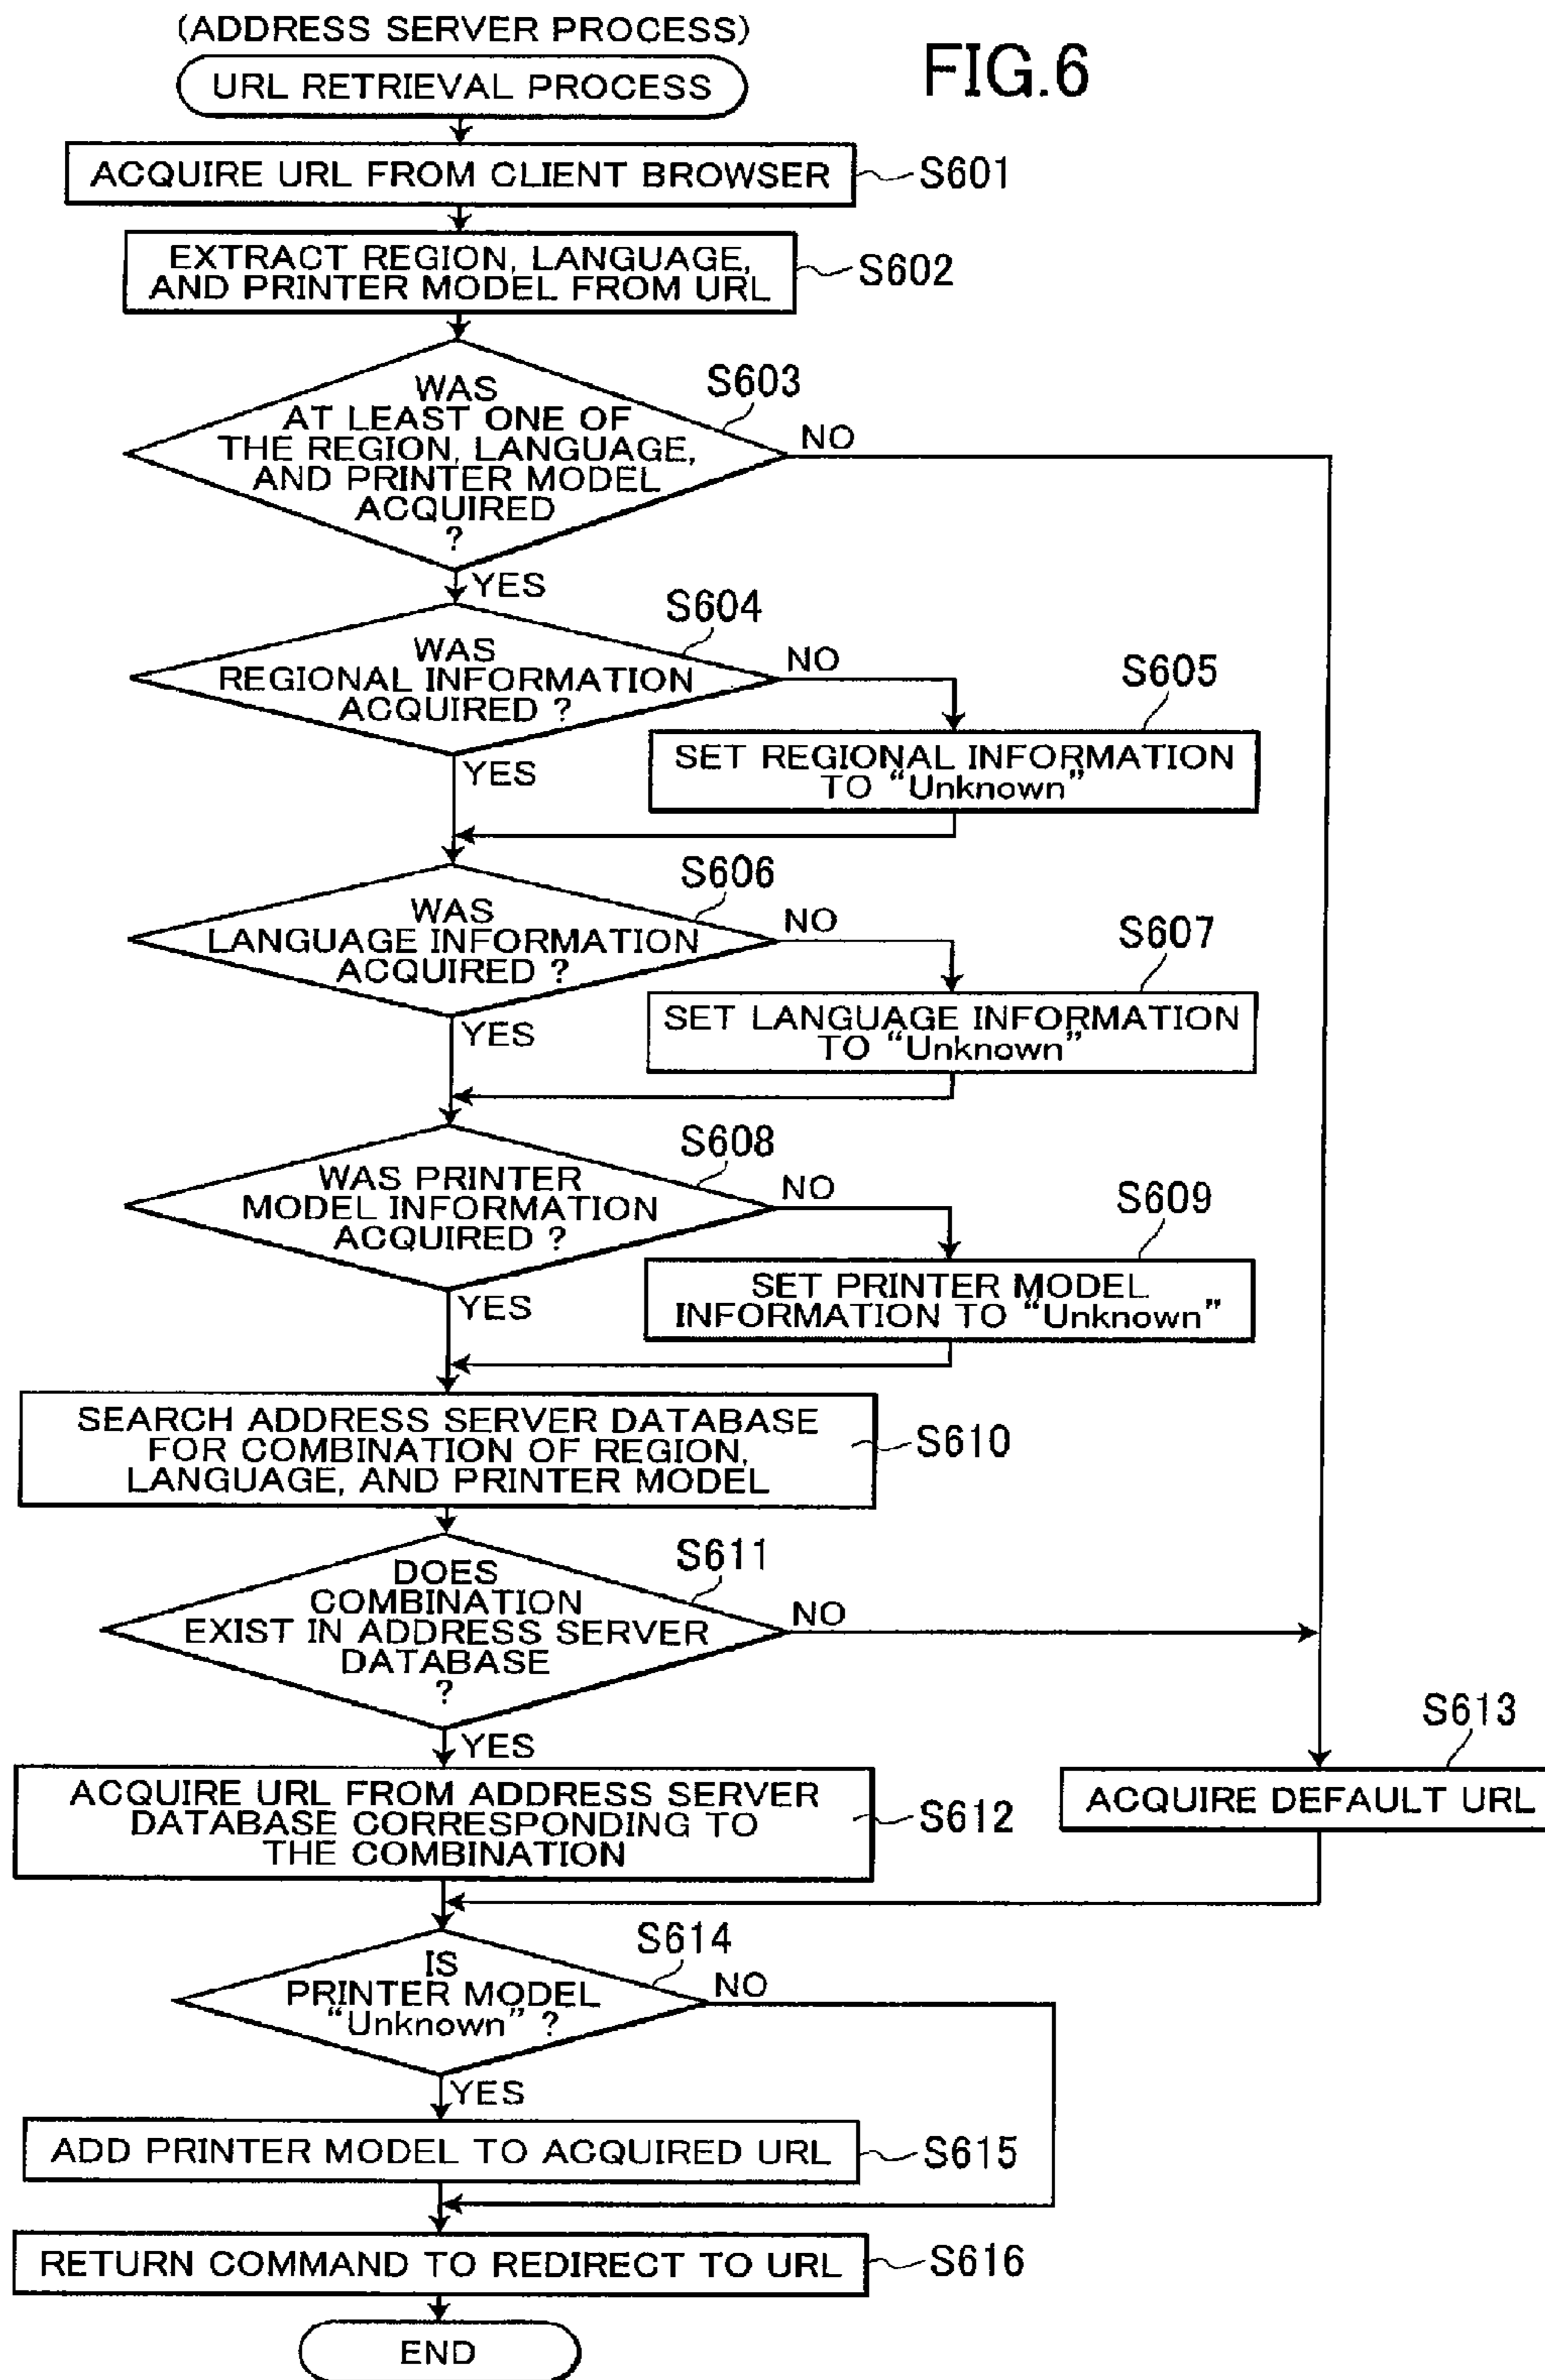 (ADDRESS SERVER PROCESS)
FIG.6
URL RETRIEVAL PROCESS
ACQUIRE URL FROM CLIENT BROWSER
S601
EXTRACT REGION, LANGUAGE,
AND PRINTER MODEL FROM URL
S602
WAS
AT LEAST ONE OF
THE REGION, LANGUAGE,
AND PRINTER MODEL
ACQUIRED
?
S603
NO
YES
WAS
REGIONAL INFORMATION
ACQUIRED ?
S604
NO
YES
S605
SET REGIONAL INFORMATION
TO “Unknown”
WAS
LANGUAGE INFORMATION
ACQUIRED ?
S606
NO
YES
S607
SET LANGUAGE INFORMATION
TO “Unknown”
WAS PRINTER
MODEL INFORMATION
ACQUIRED ?
S608
NO
YES
S609
SET PRINTER MODEL
INFORMATION TO “Unknown”
SEARCH ADDRESS SERVER DATABASE
FOR COMBINATION OF REGION,
LANGUAGE, AND PRINTER MODEL
S610
DOES
COMBINATION
EXIST IN ADDRESS SERVER
DATABASE
?
S611
NO
YES
ACQUIRE URL FROM ADDRESS SERVER
DATABASE CORRESPONDING TO
THE COMBINATION
S612
S613
ACQUIRE DEFAULT URL
IS
PRINTER MODEL
“Unknown” ?
S614
NO
YES
ADD PRINTER MODEL TO ACQUIRED URL
S615
RETURN COMMAND TO REDIRECT TO URL
S616
END